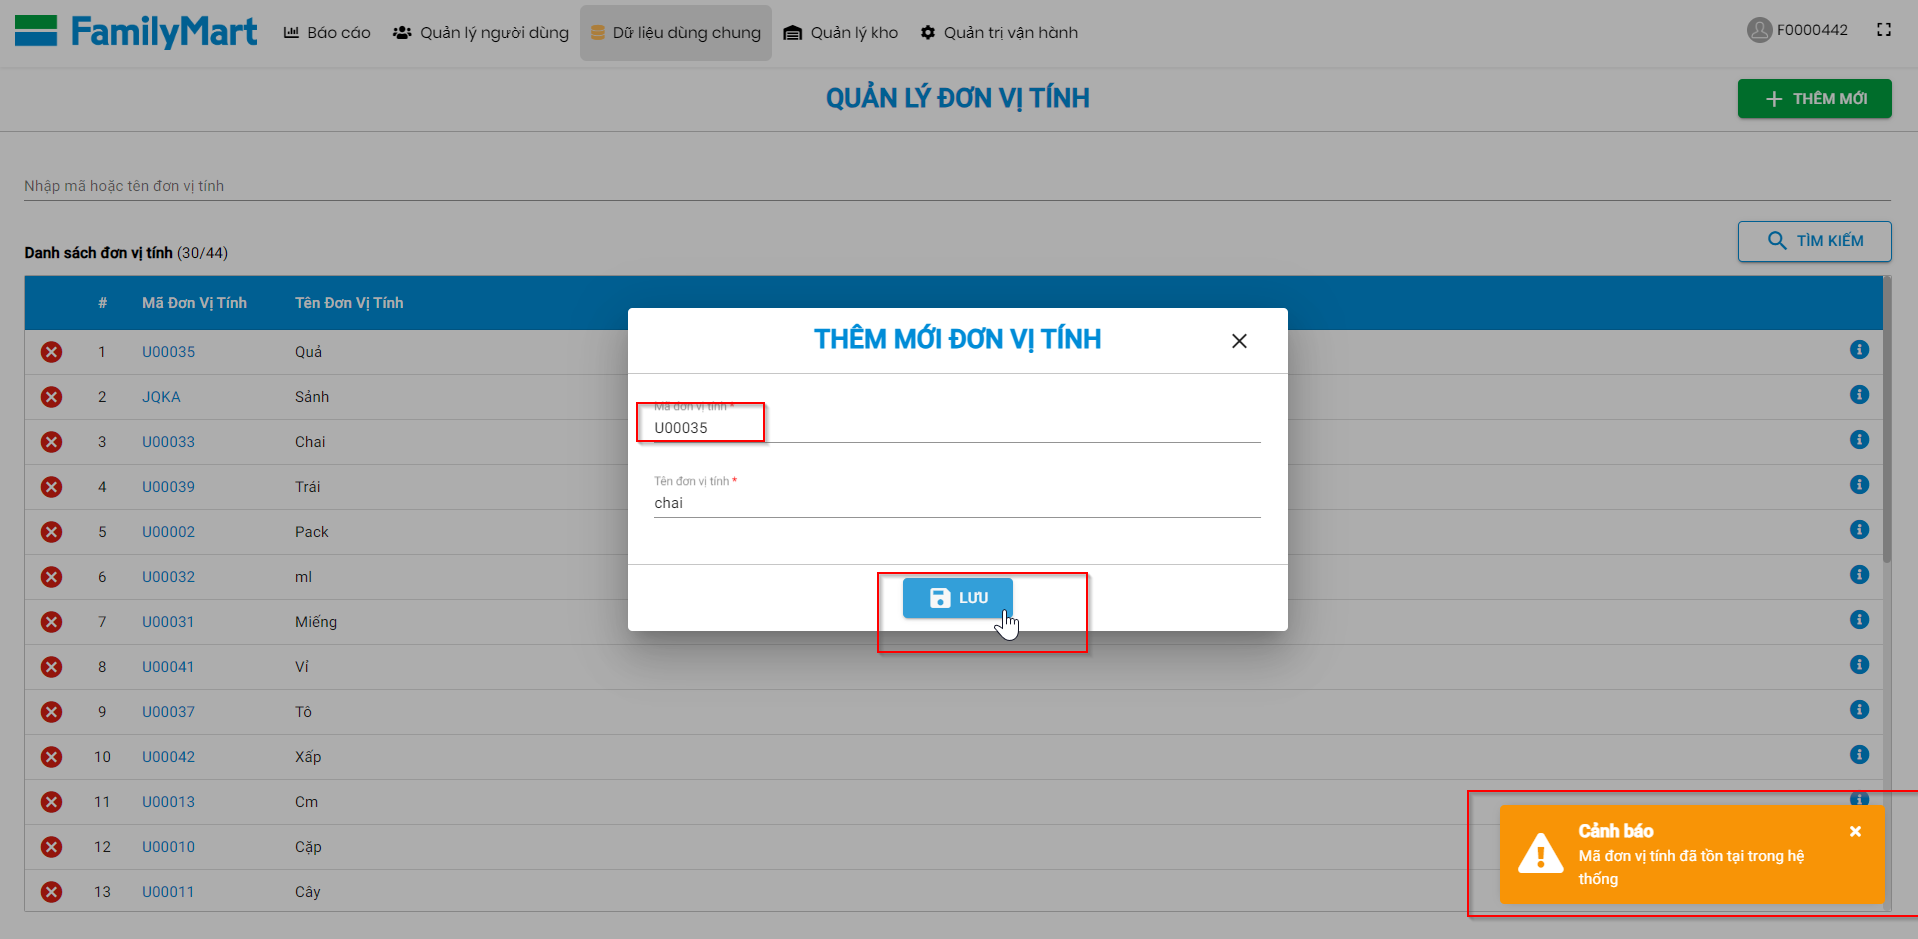 FamilyMart
Báo cáo
Quản lý người dùng
Dữ liệu dùng chung
Quản lý kho
Quản trị vận hành
F0000442
QUẢN LÝ ĐƠN VỊ TÍNH
THÊM MỚI
Nhập mã hoặc tên đơn vị tính
Danh sách đơn vị tính (30/44)
TÌM KIẾM
# Mã Đơn Vị Tính Tên Đơn Vị Tính
1 U00035 Quả
2 JQKA Sảnh
3 U00033 Chai
4 U00039 Trái
5 U00002 Pack
6 U00032 ml
7 U00031 Miếng
8 U00041 Vỉ
9 U00037 Tô
10 U00042 Xấp
11 U00013 Cm
12 U00010 Cặp
13 U00011 Cây
THÊM MỚI ĐƠN VỊ TÍNH
Mã đơn vị tính *
U00035
Tên đơn vị tính *
chai
LƯU
Cảnh báo
Mã đơn vị tính đã tồn tại trong hệ
thống